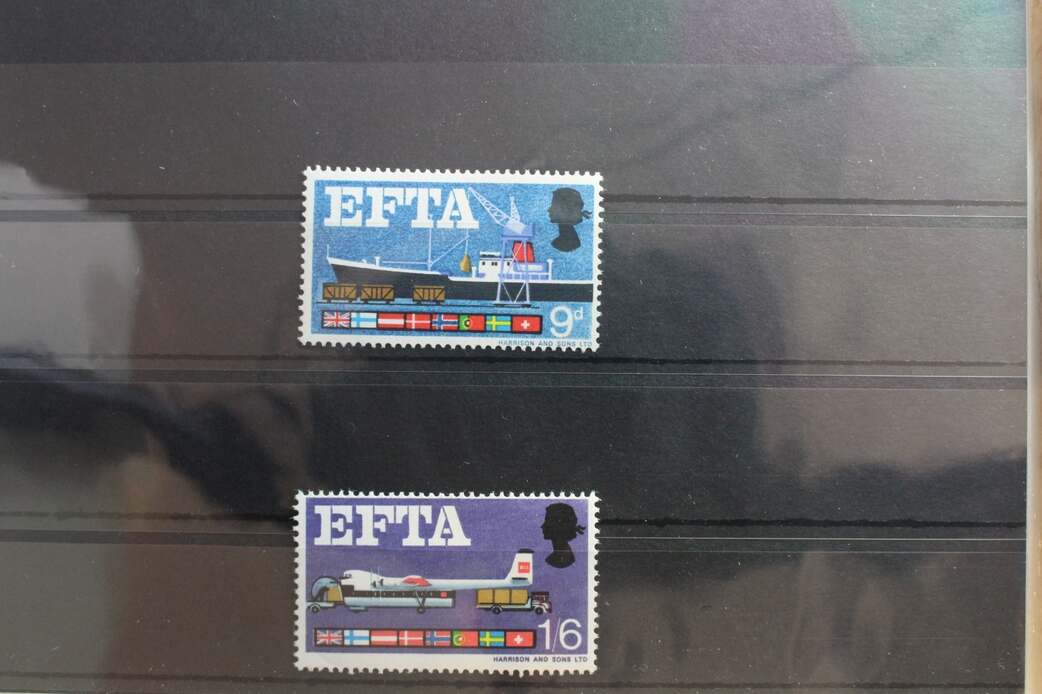 EFTA
9d
HARRISON AND SONS LTD
EFTA
1/6
HARRISON AND SONS LTD